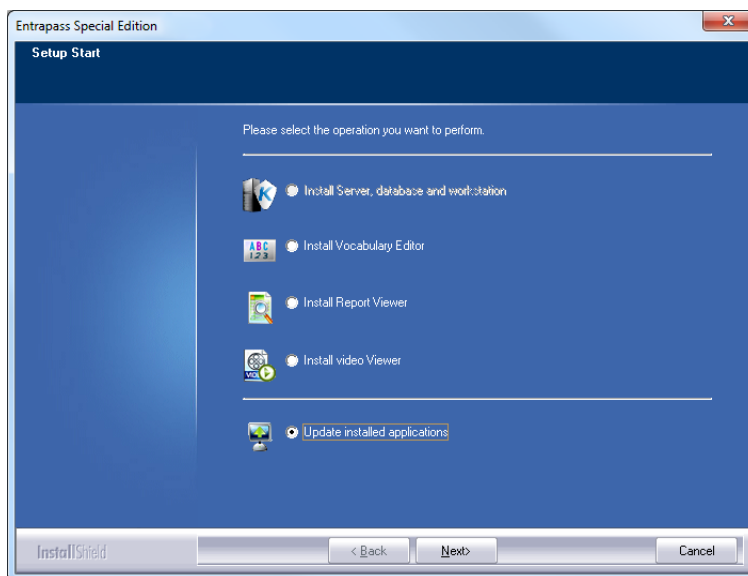 Entrapass Special Edition
Setup Start
Please select the operation you want to perform.
Install Server, database and workstation
ABC
123
Install Vocabulary Editor
Install Report Viewer
Install video Viewer
Update installed applications
InstallShield
< Back
Next>
Cancel